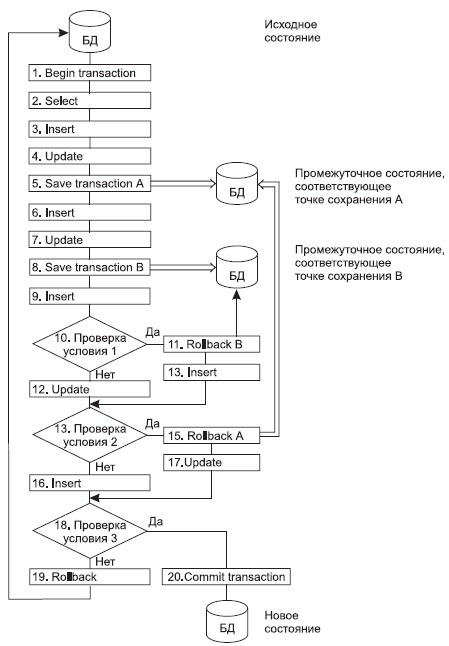 БД
Исходное
состояние
1. Begin transaction
2. Select
3. Insert
4. Update
5. Save transaction A
БД
Промежуточное состояние,
соответствующее
точке сохранения А
6. Insert
7. Update
8. Save transaction B
БД
Промежуточное состояние,
соответствующее
точке сохранения В
9. Insert
10. Проверка
условия 1
Да
11. Rollback B
Нет
13. Insert
12. Update
13. Проверка
условия 2
Да
15. Rollback A
Нет
17.Update
16. Insert
18. Проверка
условия 3
Да
Нет
19. Rollback
20.Commit transaction
БД
Новое
состояние